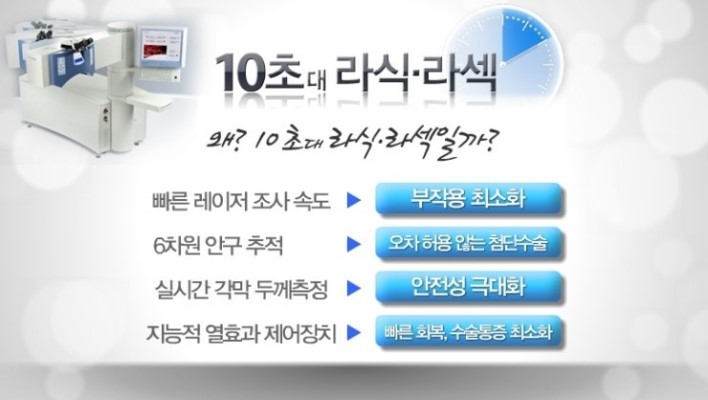 10초대 라식·라섹
왜? 10초대 라식·라섹일까?
빠른 레이저 조사 속도 ▶ 부작용 최소화
6차원 안구 추적 ▶ 오차 허용 않는 첨단수술
실시간 각막 두께측정 ▶ 안전성 극대화
지능적 열효과 제어장치 ▶ 빠른 회복, 수술통증 최소화